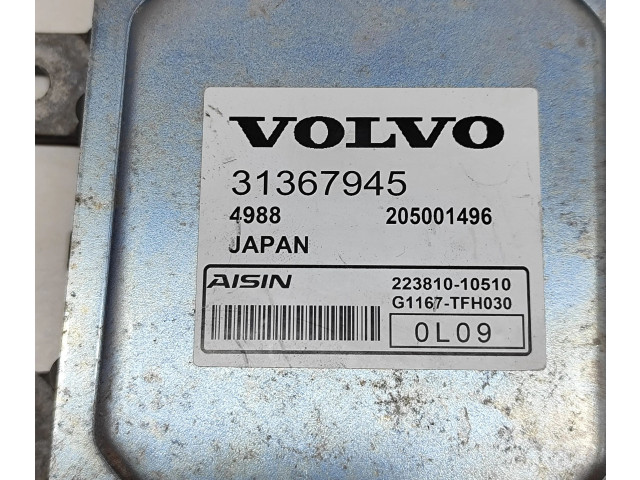 VOLVO
31367945
4988 205001496
JAPAN
AISIN 223810-10510
G1167-TFH030
0L09